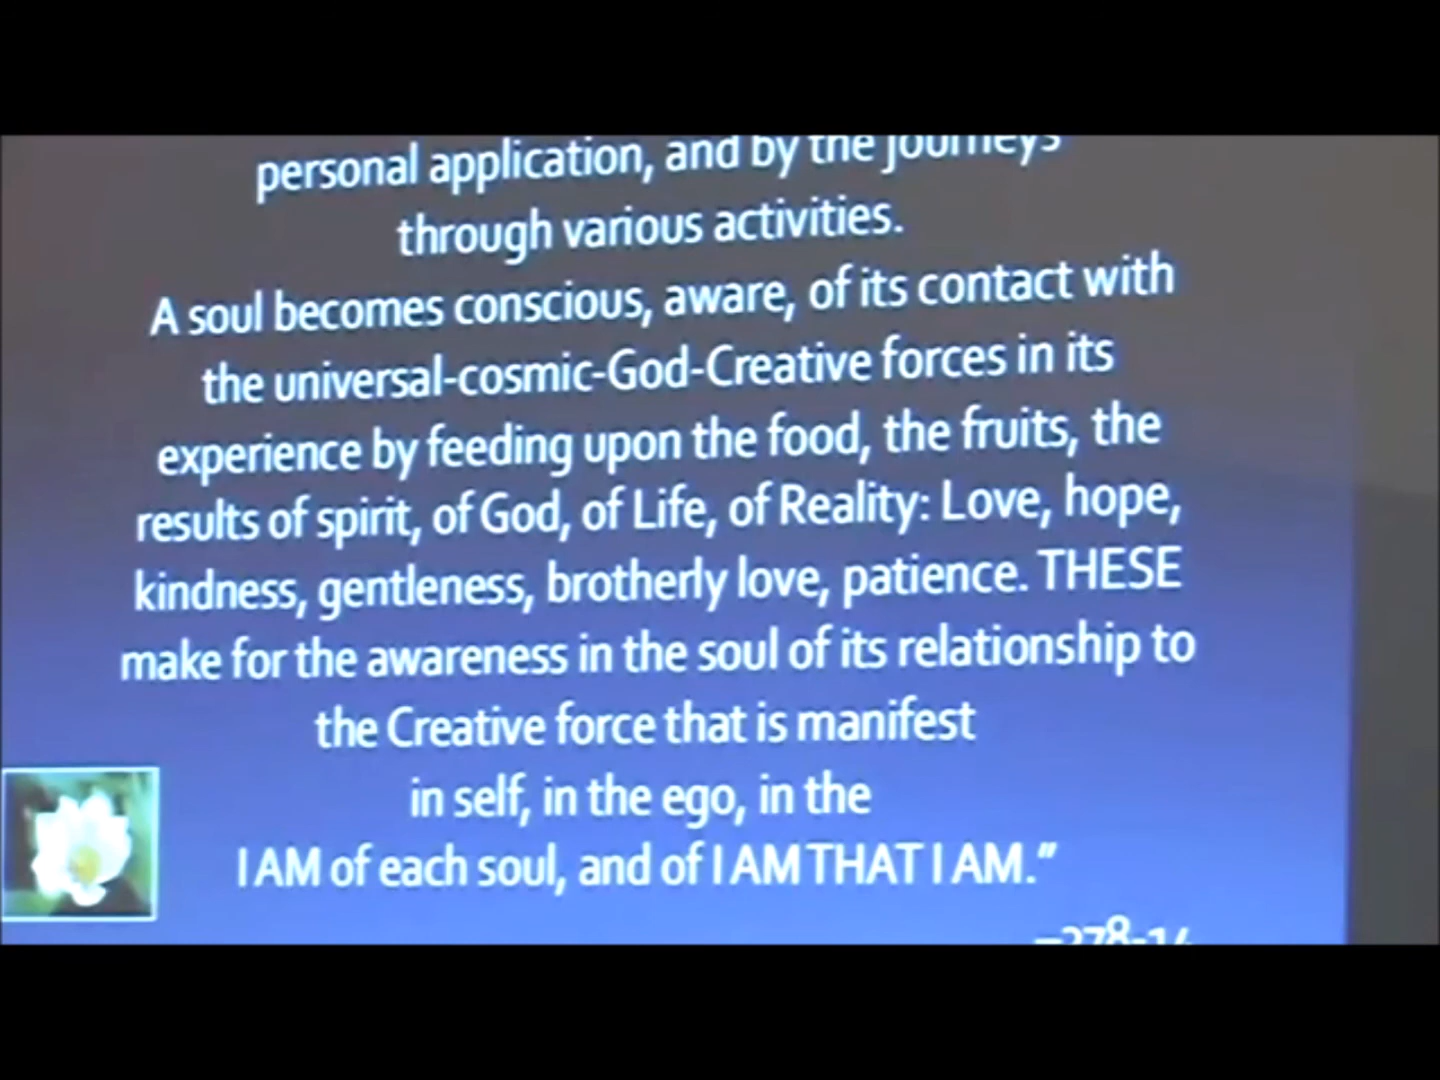 personal application, and by the journeys
through various activities.
A soul becomes conscious, aware, of its contact with
the universal-cosmic-God-Creative forces in its
experience by feeding upon the food, the fruits, the
results of spirit, of God, of Life, of Reality: Love, hope,
kindness, gentleness, brotherly love, patience. THESE
make for the awareness in the soul of its relationship to
the Creative force that is manifest
in self, in the ego, in the
I AM of each soul, and of I AM THAT I AM.”
–378-14